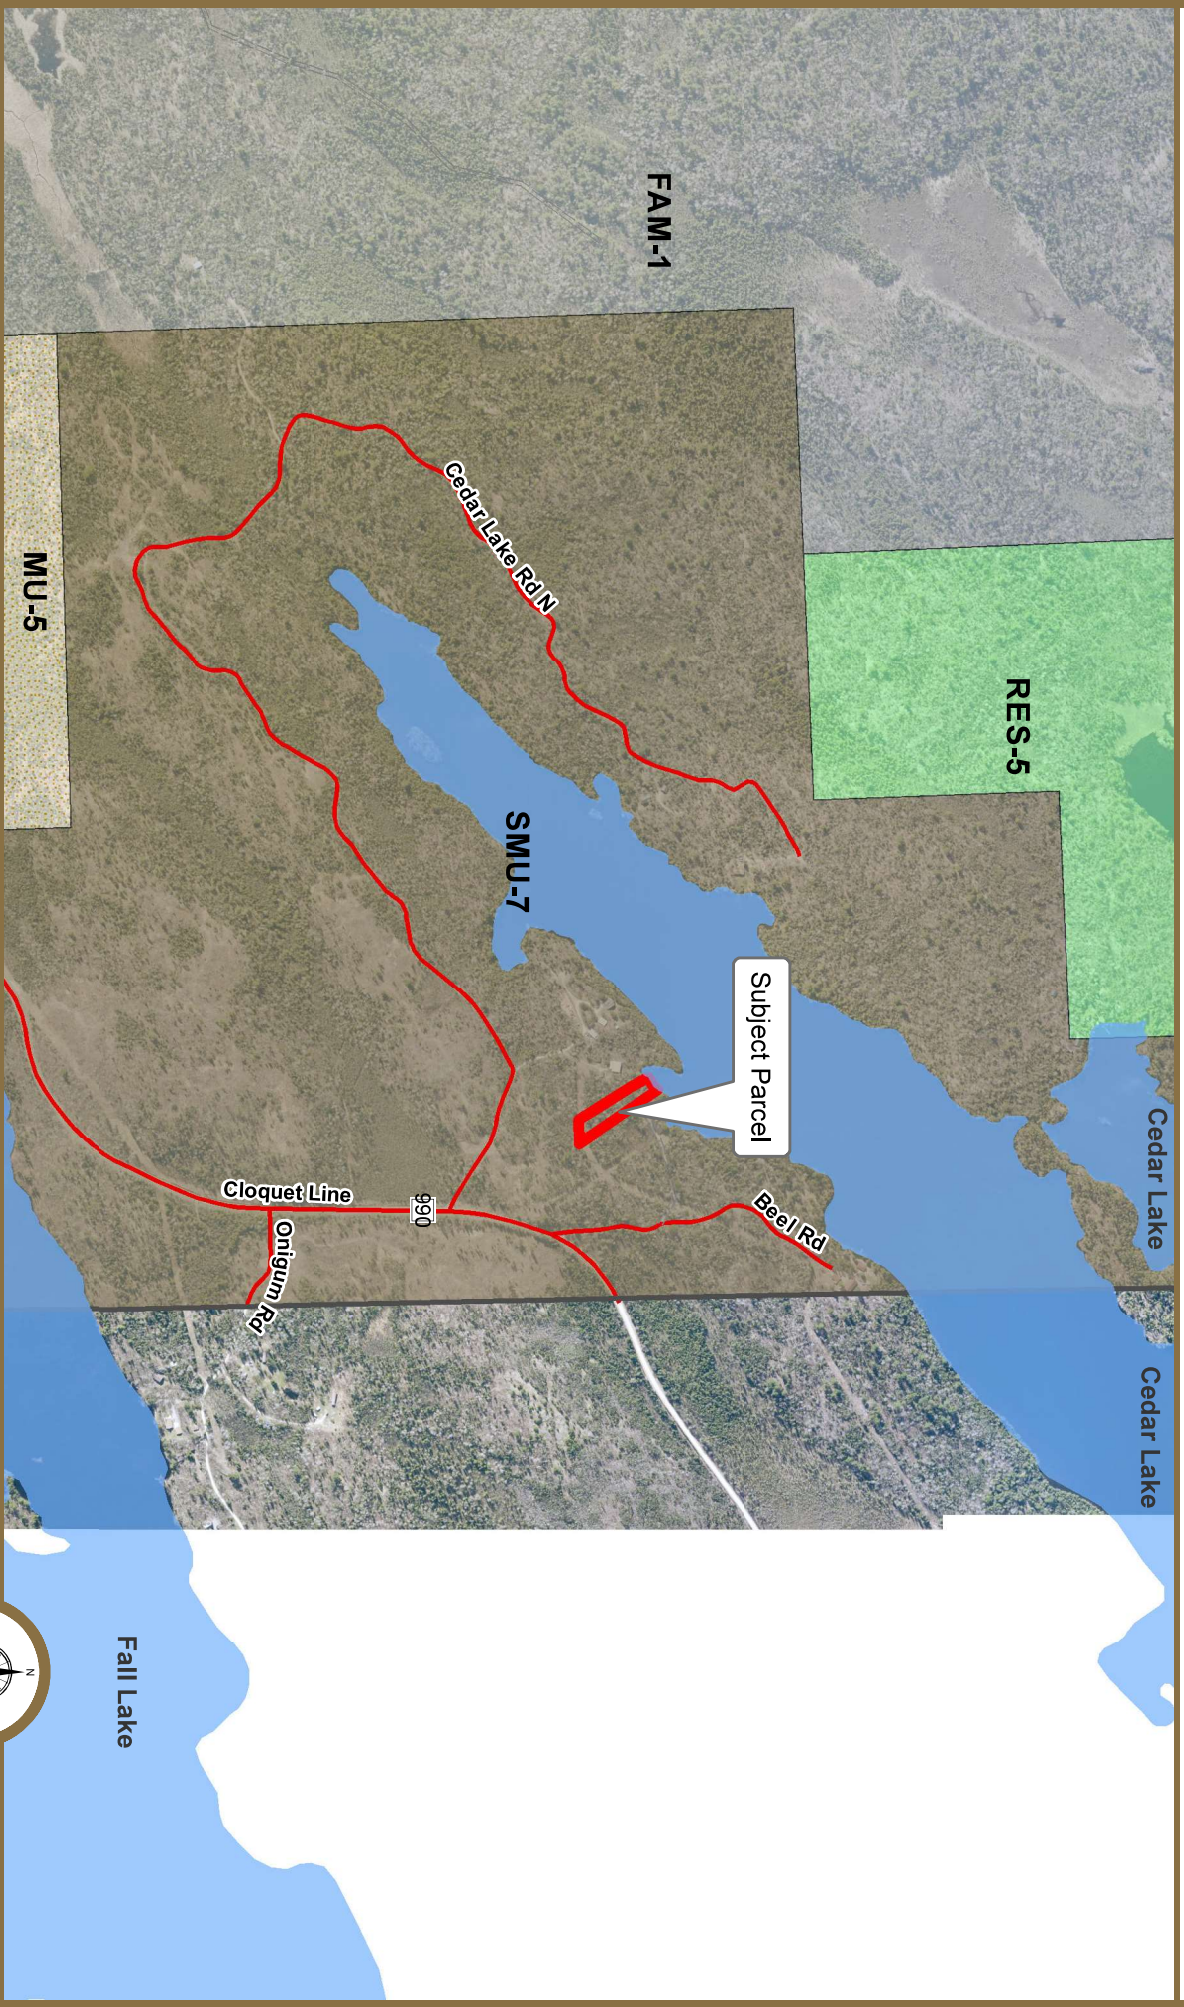 FAM-1
RES-5
MU-5
Cedar Lake Rd N
SMU-7
Subject Parcel
Cedar Lake
Cedar Lake
Beel Rd
990
Cloquet Line
Onigum Rd
Fall Lake
N